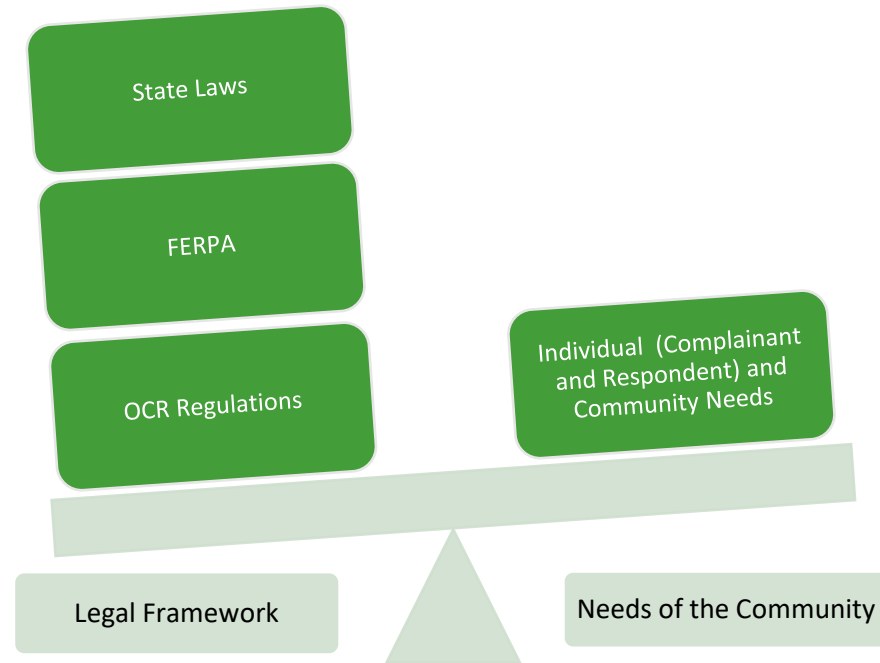 State Laws
FERPA
OCR Regulations
Individual (Complainant
and Respondent) and
Community Needs
Legal Framework
Needs of the Community